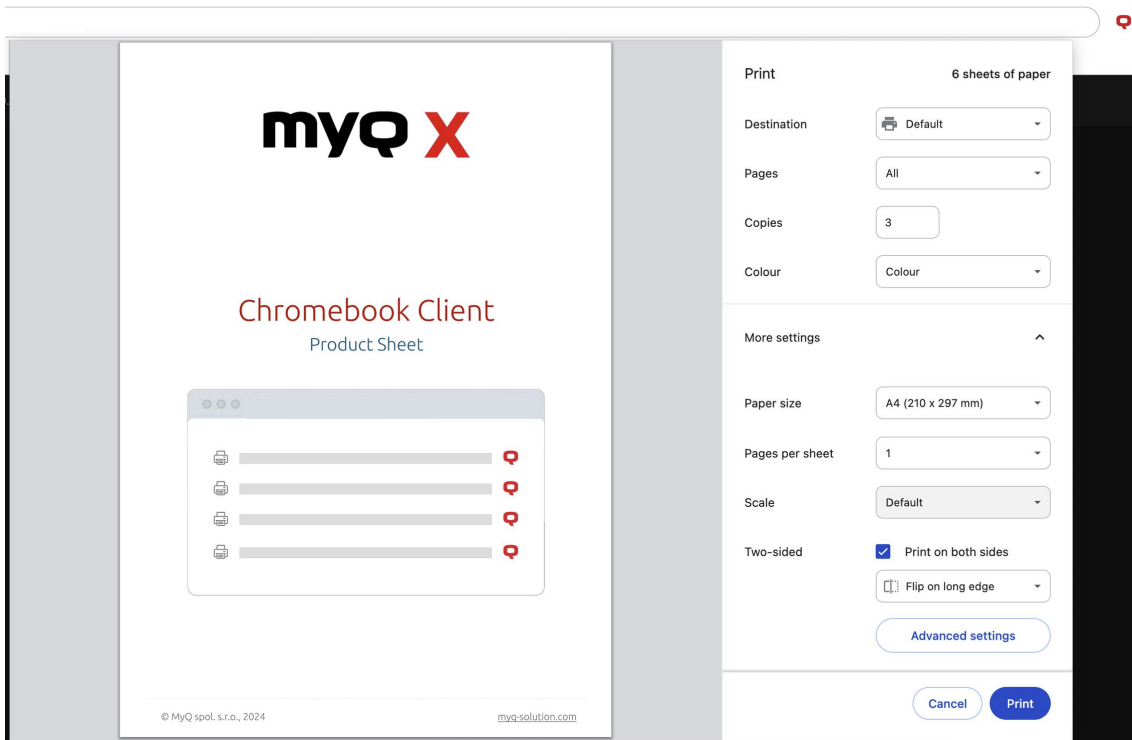 myQ X
Chromebook Client
Product Sheet
© MyQ spol. s.r.o., 2024
myq-solution.com
Print
6 sheets of paper
Destination
Default
Pages
All
Copies
3
Colour
Colour
More settings
Paper size
A4 (210 x 297 mm)
Pages per sheet
1
Scale
Default
Two-sided
Print on both sides
Flip on long edge
Advanced settings
Cancel
Print